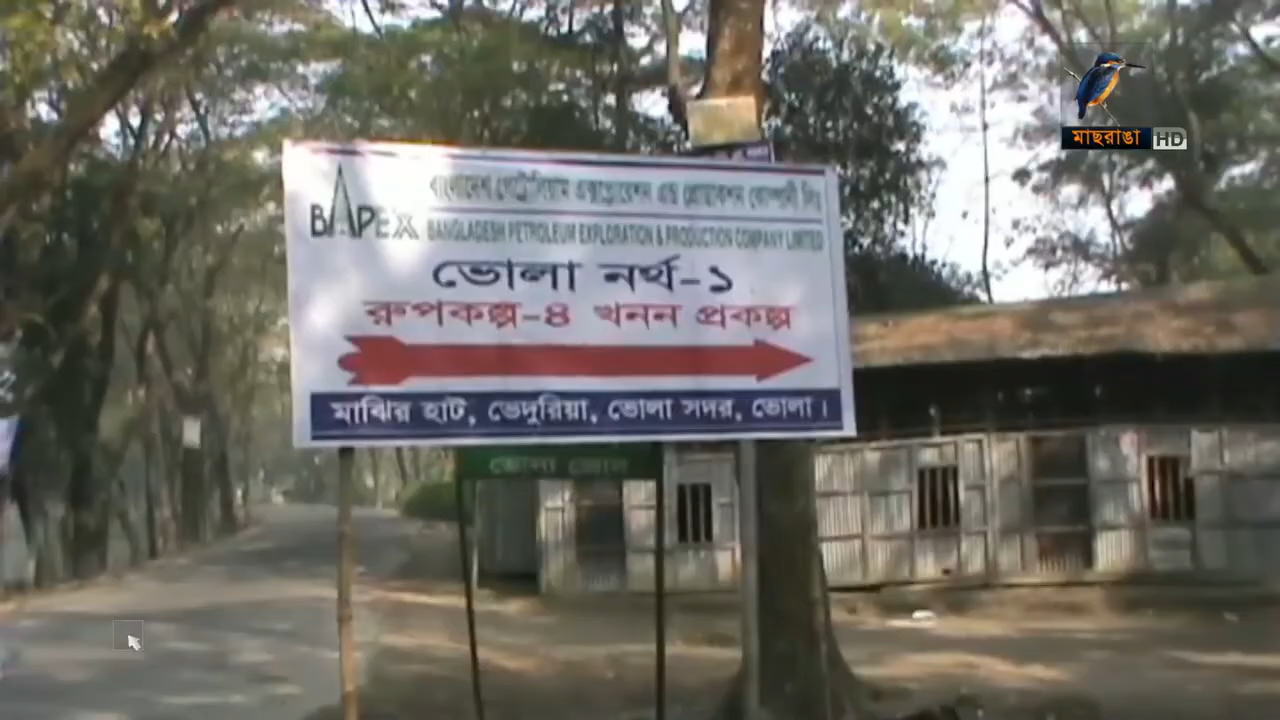 মাছরাঙা HD
BAPEX
বাংলাদেশ পেট্রোলিয়াম এক্সপ্লোরেশন এন্ড প্রোডাকশন কোম্পানী লিঃ
BANGLADESH PETROLEUM EXPLORATION & PRODUCTION COMPANY LIMITED
ভোলা নর্থ-১
রুপকল্প-৪ খনন প্রকল্প
মাঝির হাট, ভেদুরিয়া, ভোলা সদর, ভোলা।